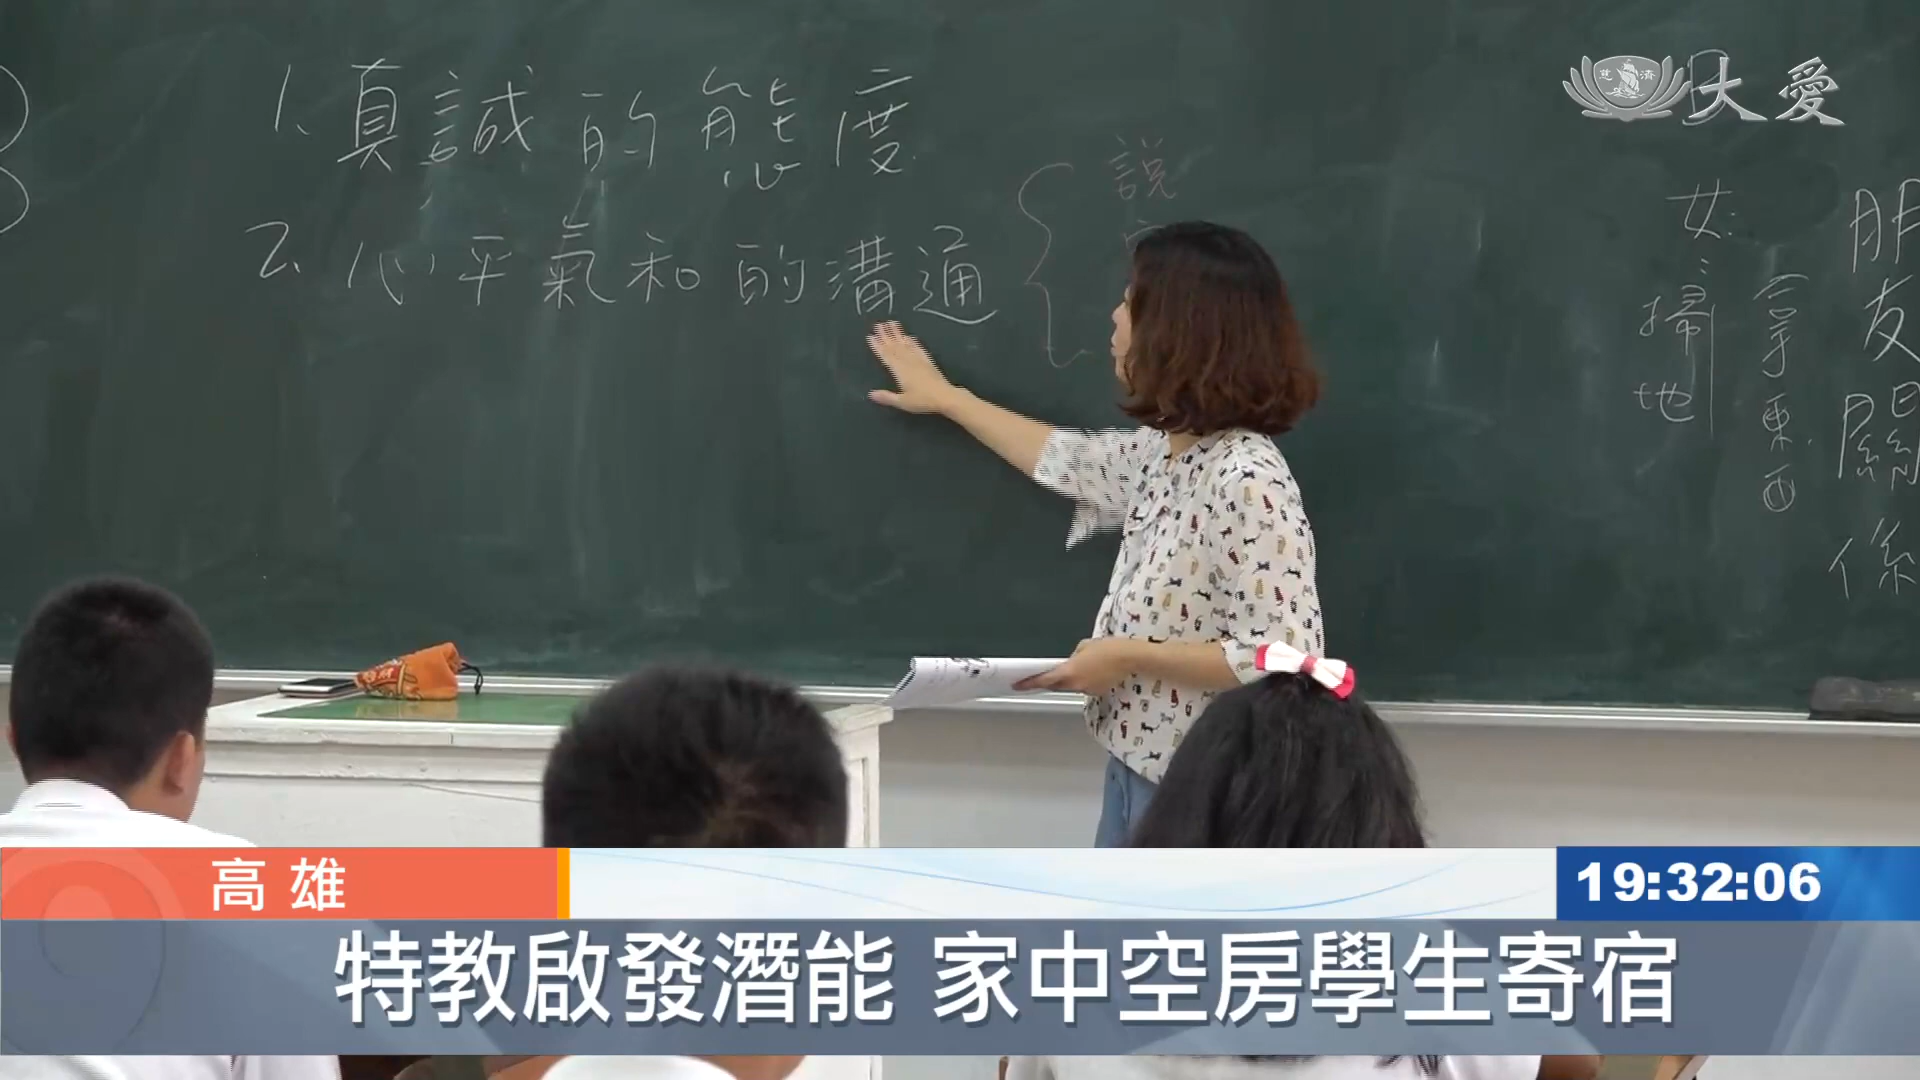 慈濟
大愛
1. 真誠的態度
2. 心平氣和的溝通
說
女:
掃地
拿東西
朋友關係
高雄
19:32:06
特教啟發潛能 家中空房學生寄宿